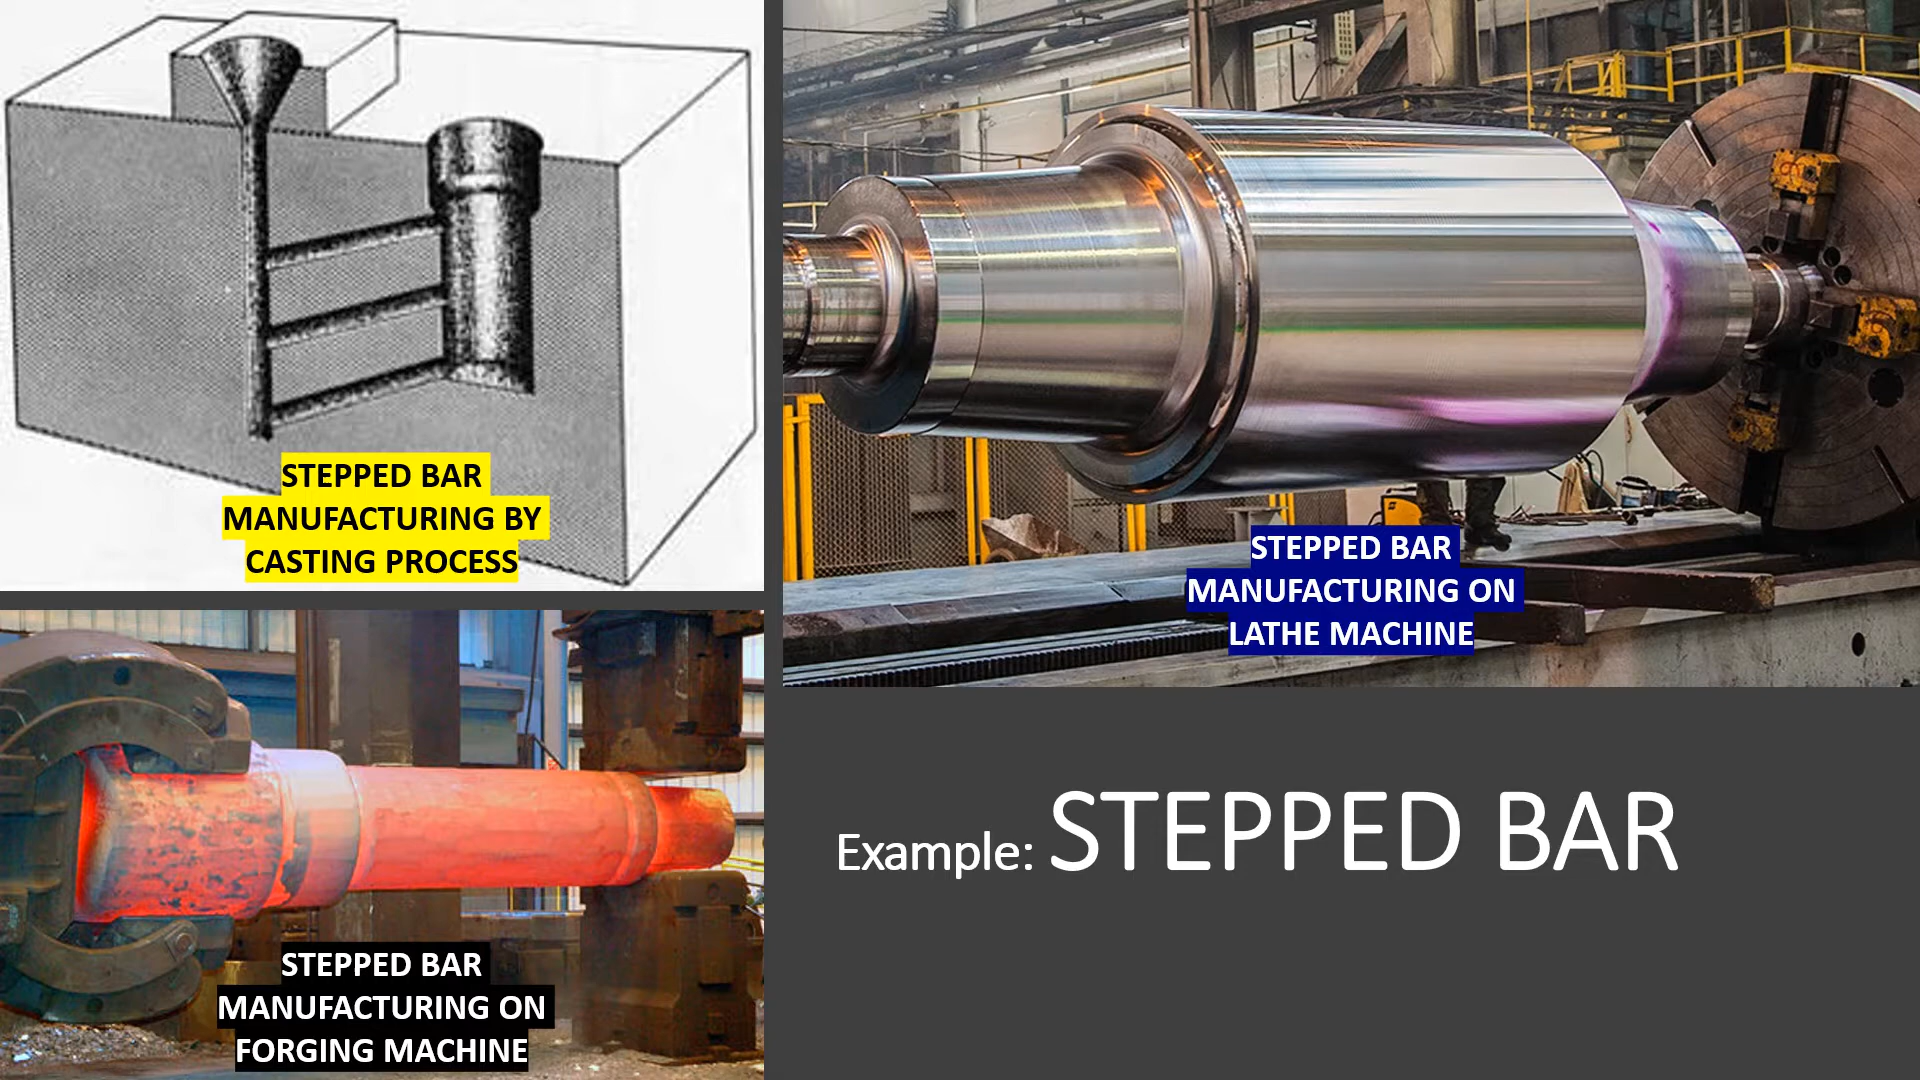 STEPPED BAR
MANUFACTURING BY
CASTING PROCESS
STEPPED BAR
MANUFACTURING ON
LATHE MACHINE
STEPPED BAR
MANUFACTURING ON
FORGING MACHINE
Example: STEPPED BAR